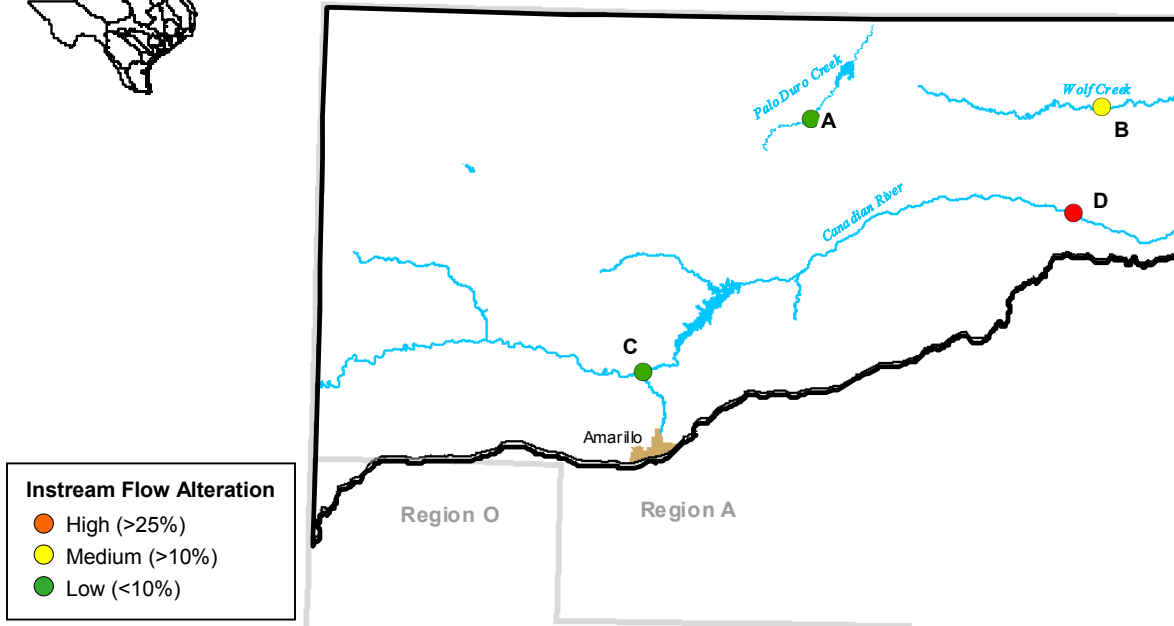 Palo Duro Creek
Wolf Creek
A
B
Canadian River
D
C
Amarillo
Instream Flow Alteration
High (>25%)
Medium (>10%)
Low (<10%)
Region O
Region A